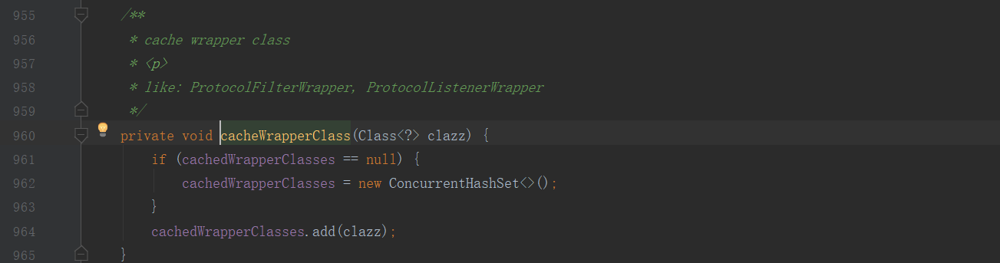 955 /**
956 * cache wrapper class
957 * <p>
958 * like: ProtocolFilterWrapper, ProtocolListenerWrapper
959 */
960 private void cacheWrapperClass(Class<?> clazz) {
961 if (cachedWrapperClasses == null) {
962 cachedWrapperClasses = new ConcurrentHashSet<>();
963 }
964 cachedWrapperClasses.add(clazz);
965 }